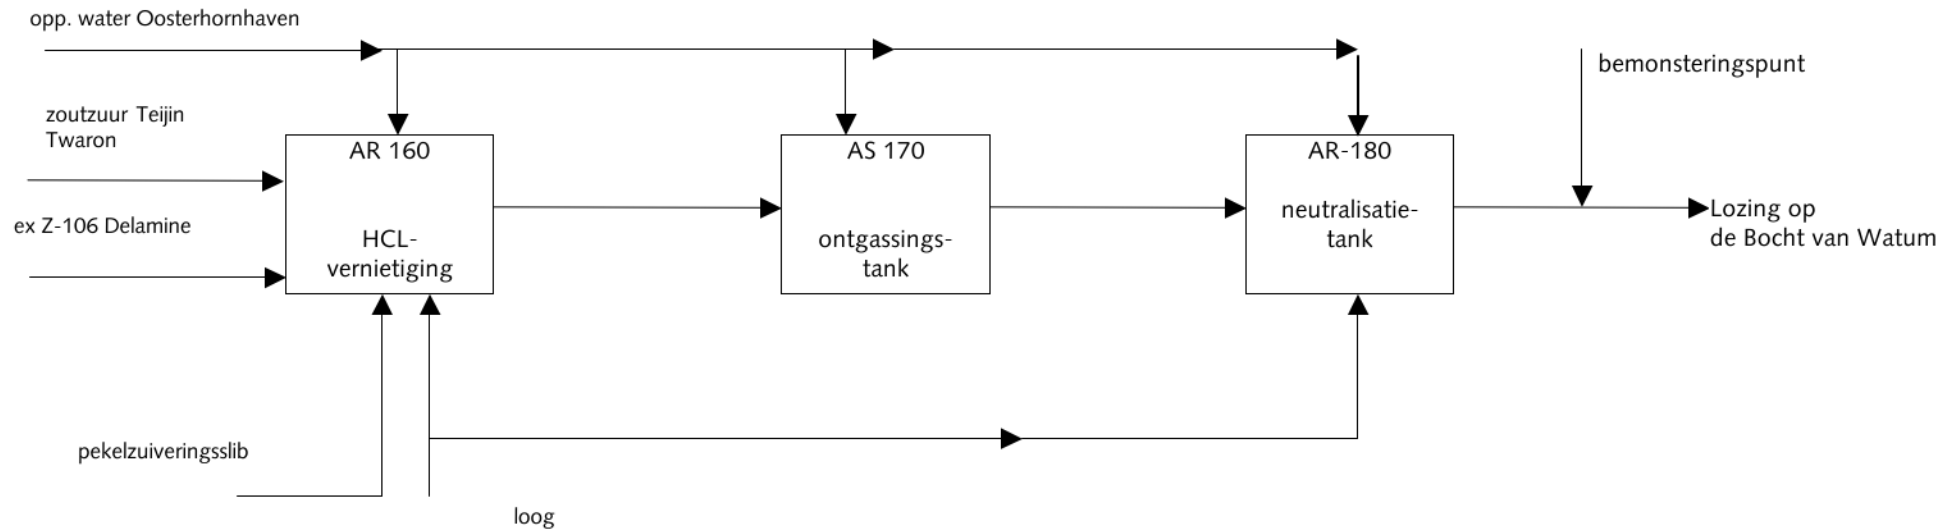 opp. water Oosterhornhaven
bemonsteringspunt
zoutzuur Teijin
Twaron
AR 160
HCL-
vernietiging
AS 170
ontgassings-
tank
AR-180
neutralisatie-
tank
Lozing op
de Bocht van Watum
ex Z-106 Delamine
pekelzuiveringsslib
loog